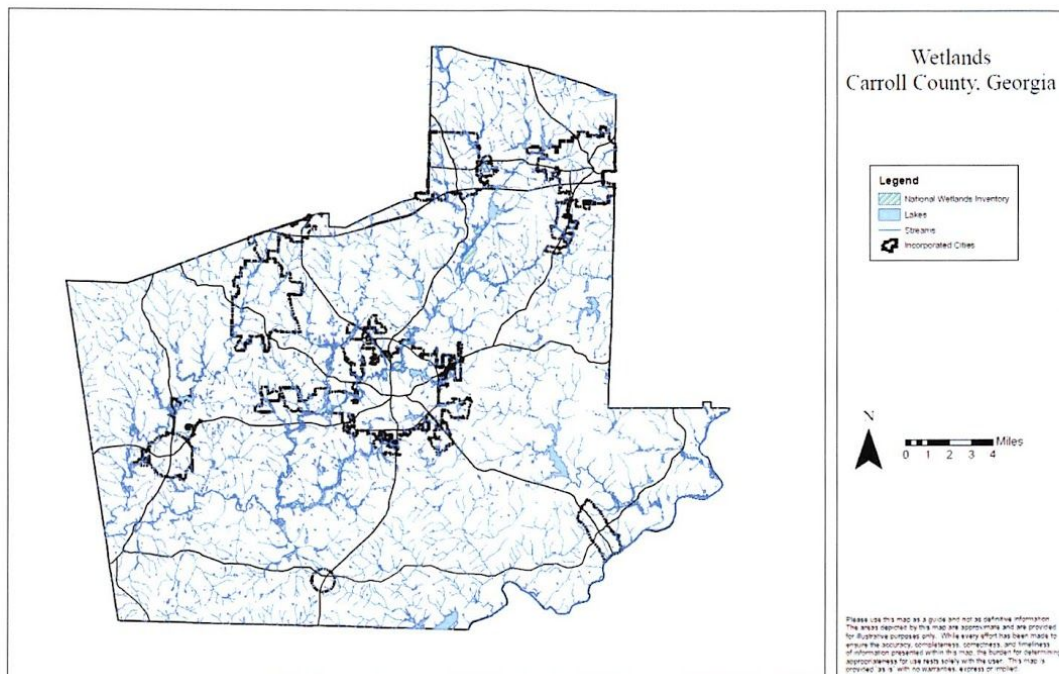 Wetlands
Carroll County, Georgia
Legend
National Wetlands Inventory
Lakes
Streams
Incorporated Cities
N
Miles
0 1 2 3 4
Please use this map as a guide and not as definitive information.
The areas depicted by this map are approximate and are provided
for illustrative purposes only. While every effort has been made to
ensure the accuracy, completeness, correctness, and timeliness
of information presented within this map, the burden for determining
appropriateness for use rests solely with the user. This map is
provided "as is" with no warranties, express or implied.